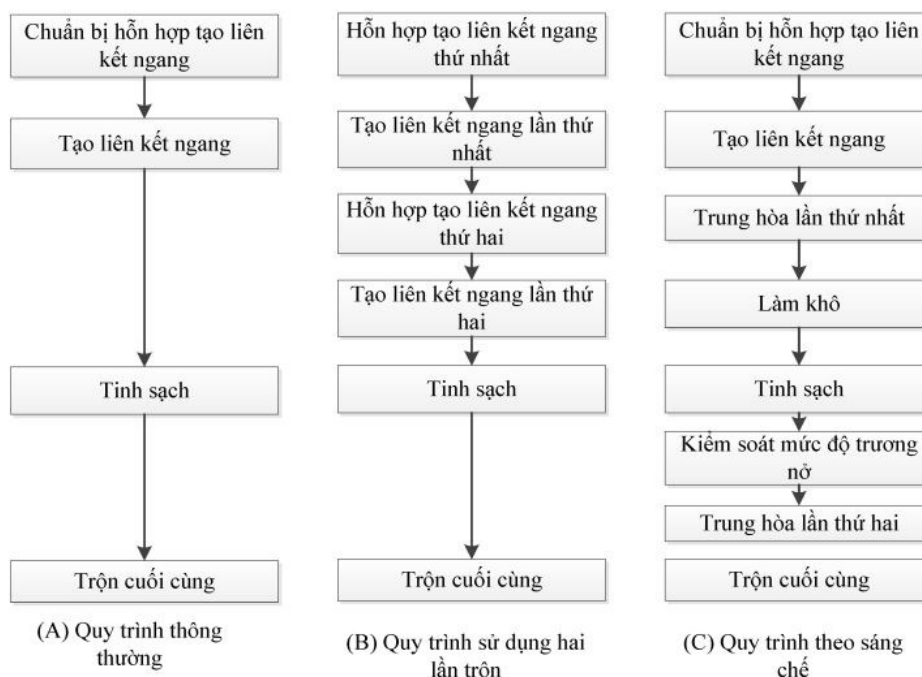 Chuẩn bị hỗn hợp tạo liên
kết ngang
Tạo liên kết ngang
Tinh sạch
Trộn cuối cùng
(A) Quy trình thông
thường
Hỗn hợp tạo liên kết ngang
thứ nhất
Tạo liên kết ngang lần thứ
nhất
Hỗn hợp tạo liên kết ngang
thứ hai
Tạo liên kết ngang lần thứ
hai
Tinh sạch
Trộn cuối cùng
(B) Quy trình sử dụng hai
lần trộn
Chuẩn bị hỗn hợp tạo liên
kết ngang
Tạo liên kết ngang
Trung hòa lần thứ nhất
Làm khô
Tinh sạch
Kiểm soát mức độ trương
nở
Trung hòa lần thứ hai
Trộn cuối cùng
(C) Quy trình theo sáng
chế